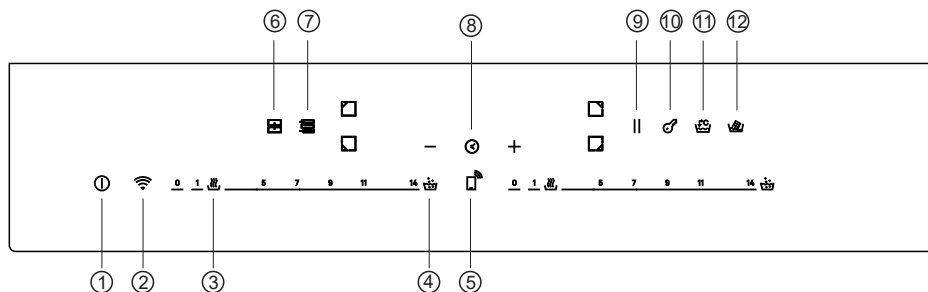 ⑥ ⑦ ⑧ ⑨ ⑩ ⑪ ⑫
− +
0 1 5 7 9 11 14 0 1 5 7 9 11 14
① ② ③ ④ ⑤